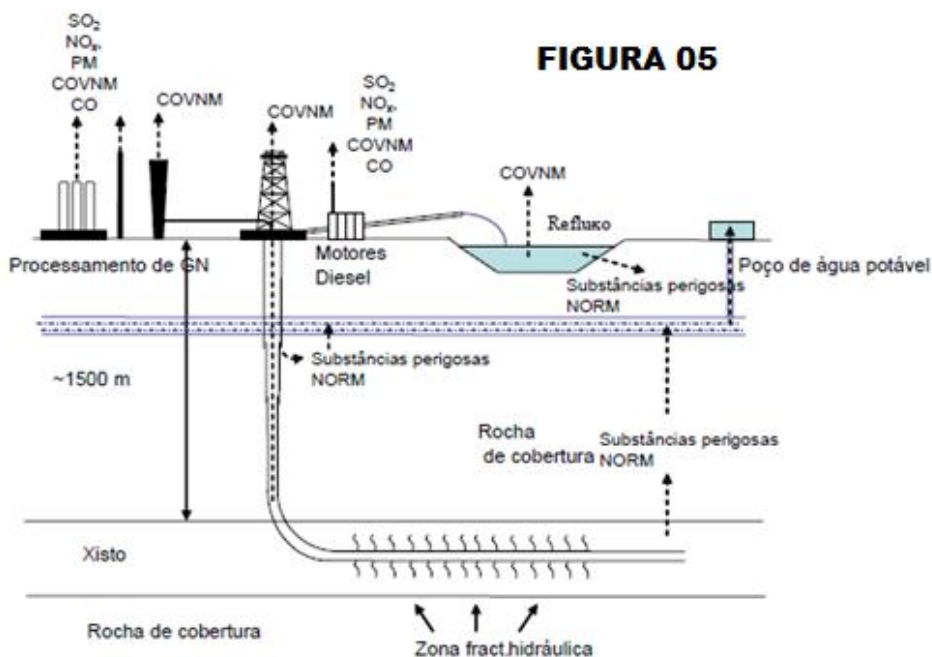 FIGURA 05
SO₂
NOₓ,
PM
COVNM
CO
COVNM
COVNM
SO₂
NOₓ,
PM
COVNM
CO
COVNM
Refluxo
Processamento de GN
Motores
Diesel
Substâncias perigosas
NORM
Poço de àgua potável
Substâncias perigosas
NORM
~1500 m
Rocha
de cobertura
Substâncias perigosas
NORM
Xisto
Rocha de cobertura
Zona fract.hidráulica